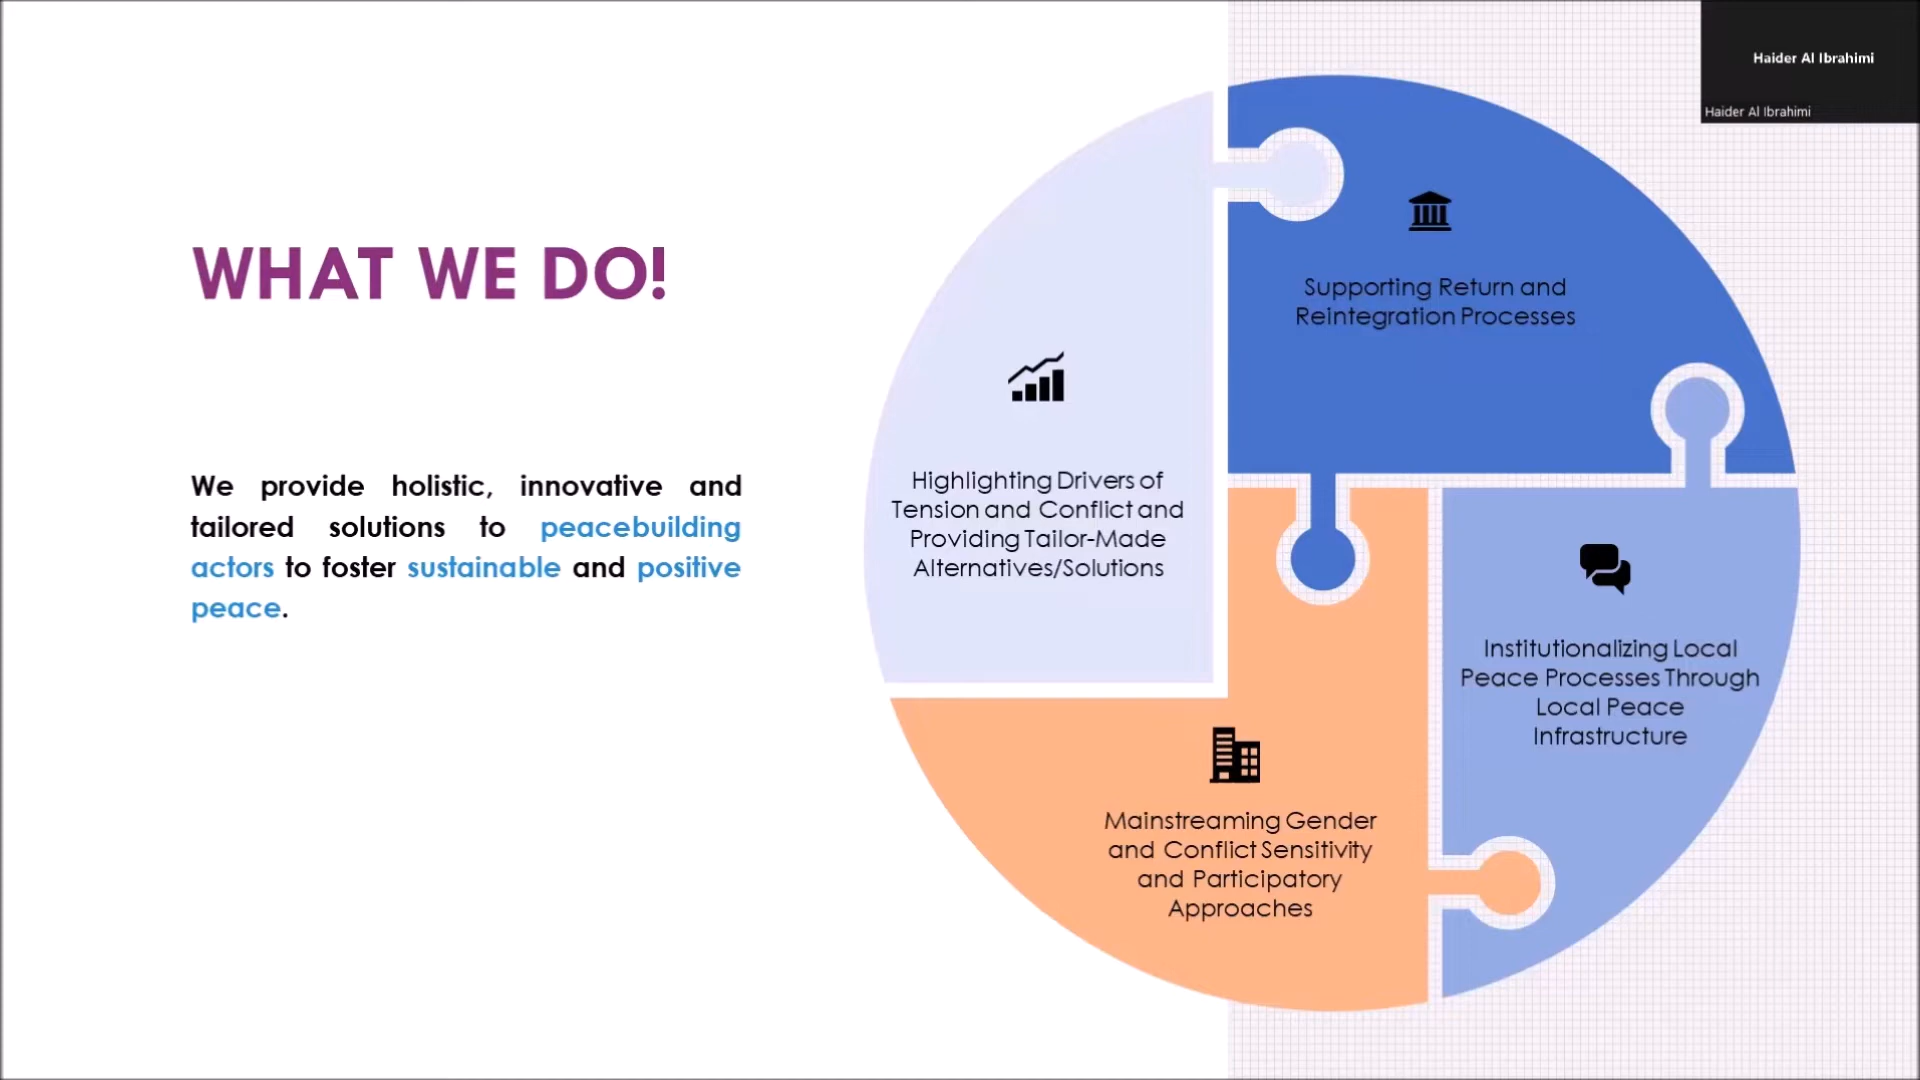 Haider Al Ibrahimi
Haider Al Ibrahimi
WHAT WE DO!
We provide holistic, innovative and
tailored solutions to peacebuilding
actors to foster sustainable and positive
peace.
Highlighting Drivers of
Tension and Conflict and
Providing Tailor-Made
Alternatives/Solutions
Supporting Return and
Reintegration Processes
Institutionalizing Local
Peace Processes Through
Local Peace
Infrastructure
Mainstreaming Gender
and Conflict Sensitivity
and Participatory
Approaches